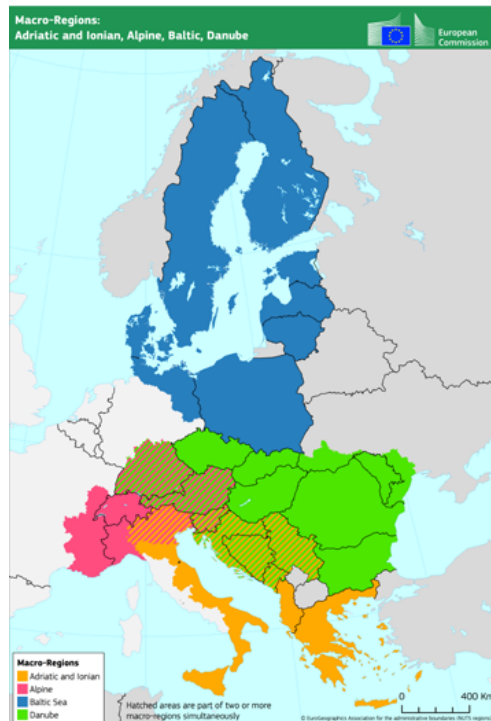 Macro-Regions:
Adriatic and Ionian, Alpine, Baltic, Danube
European
Commission
Macro-Regions
Adriatic and Ionian
Alpine
Baltic Sea
Danube
Hatched areas are part of two or more
macro-regions simultaneously
0 400 Km
© EuroGeographics Association for the administrative boundaries (NUTS regions)